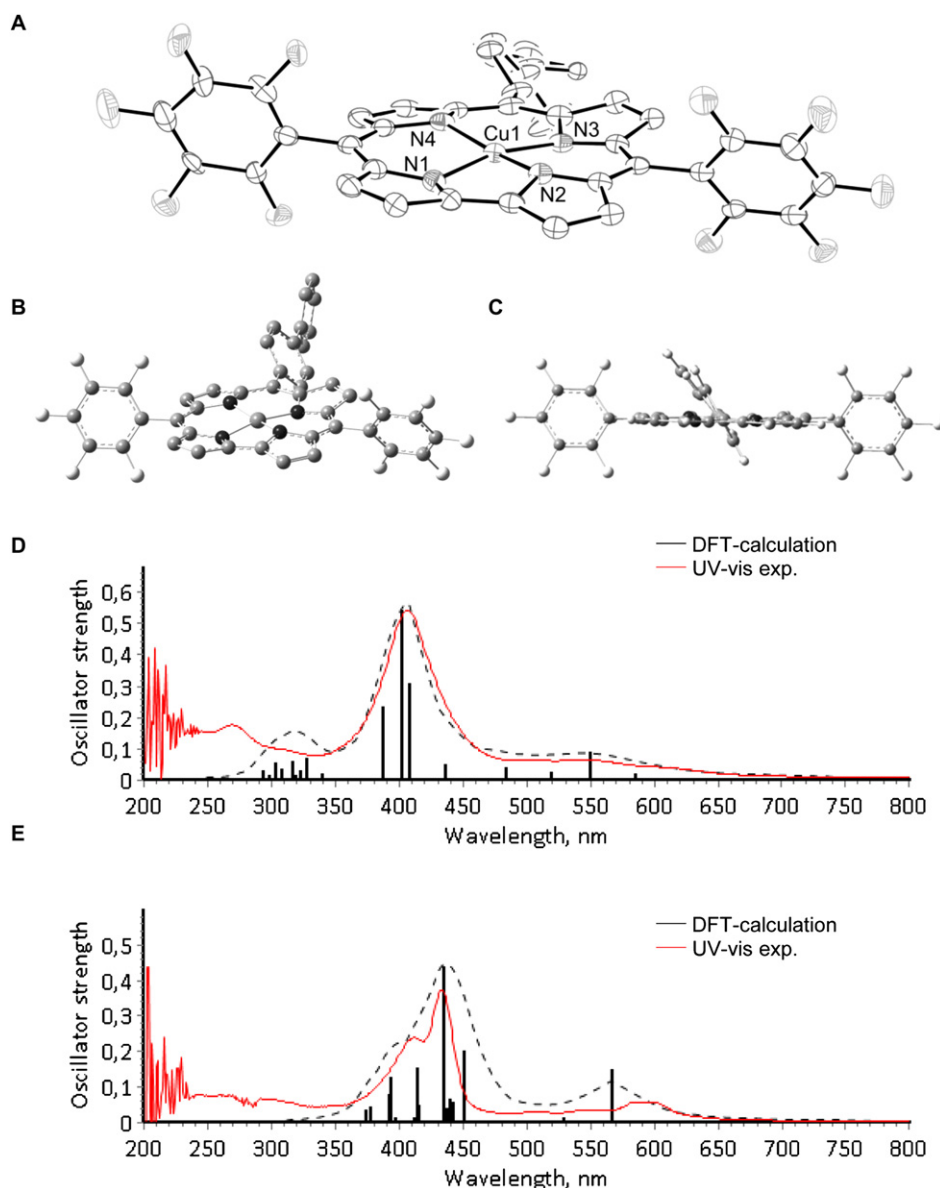 A
N4
Cu1
N3
N1
N2
B
C
D
DFT-calculation
UV-vis exp.
Oscillator strength
0,6
0,5
0,4
0,3
0,2
0,1
0
200 250 300 350 400 450 500 550 600 650 700 750 800
Wavelength, nm
E
DFT-calculation
UV-vis exp.
Oscillator strength
0,5
0,4
0,3
0,2
0,1
0
200 250 300 350 400 450 500 550 600 650 700 750 800
Wavelength, nm